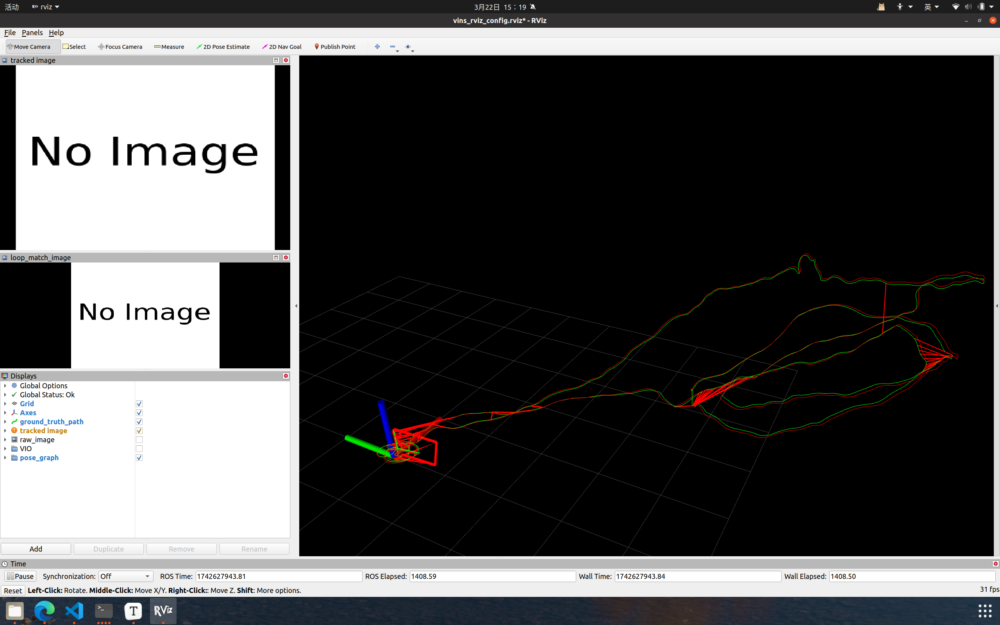 活动 RViz rviz 3月22日 15：19 英
vins_rviz_config.rviz* - RViz
File Panels Help
Move Camera Select Focus Camera Measure 2D Pose Estimate 2D Nav Goal Publish Point
tracked image
No Image
loop_match_image
No Image
Displays
Global Options
Global Status: Ok
Grid
Axes
ground_truth_path
tracked image
raw_image
VIO
pose_graph
Add Duplicate Remove Rename
Time
Pause Synchronization: Off ROS Time: 1742627943.81 ROS Elapsed: 1408.59 Wall Time: 1742627943.84 Wall Elapsed: 1408.50
Reset Left-Click: Rotate. Middle-Click: Move X/Y. Right-Click:: Move Z. Shift: More options. 31 fps
>_ T RViz